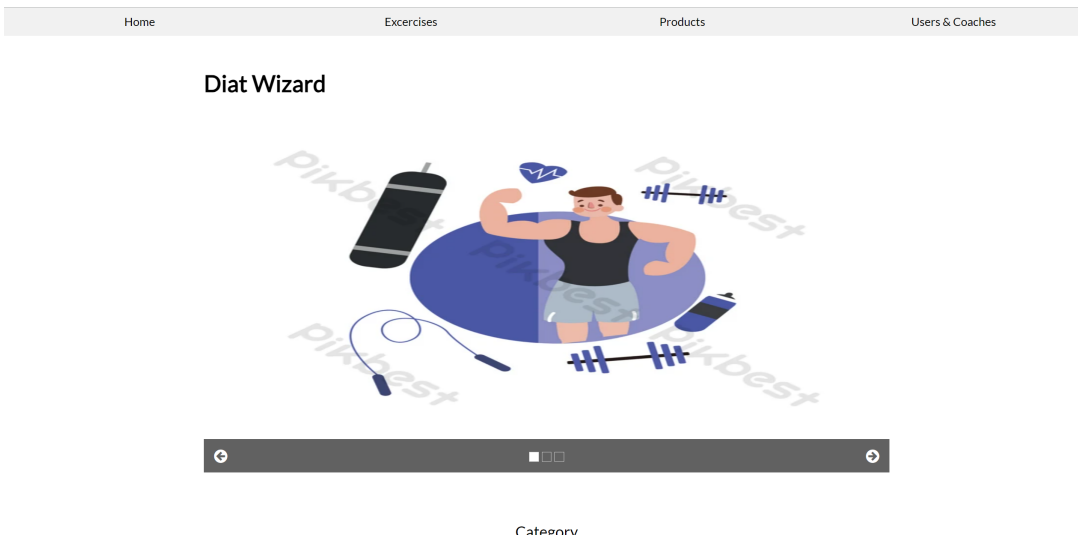 Home Excercises Products Users & Coaches
Diat Wizard
pikbest pikbest
pikbest
pikbest pikbest
Category